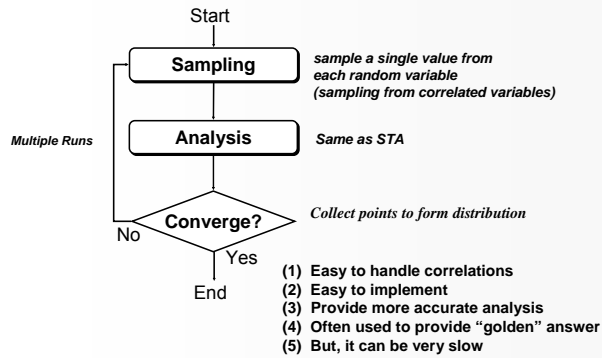 Start
Sampling
sample a single value from
each random variable
(sampling from correlated variables)
Multiple Runs
Analysis
Same as STA
Converge?
Collect points to form distribution
No
Yes
End
(1) Easy to handle correlations
(2) Easy to implement
(3) Provide more accurate analysis
(4) Often used to provide “golden” answer
(5) But, it can be very slow